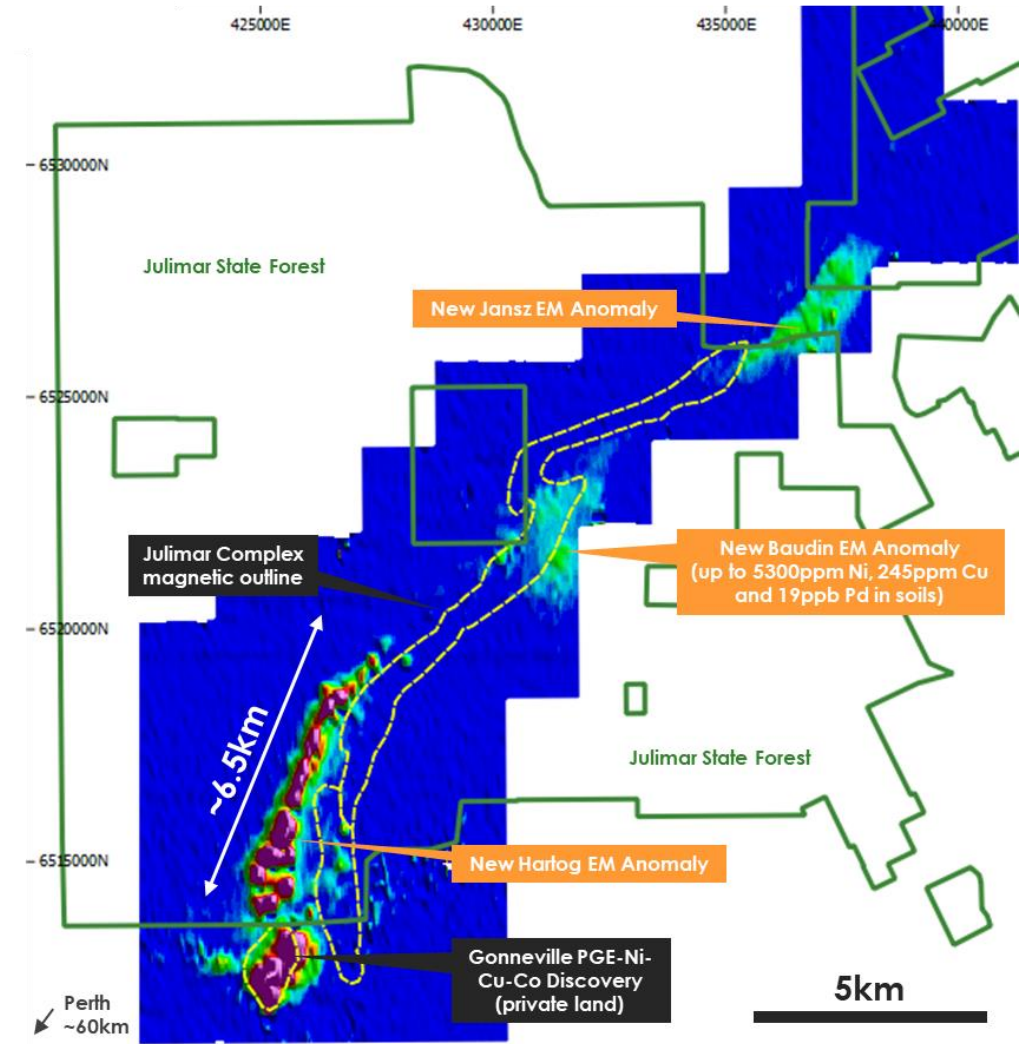 425000E
430000E
435000E
440000E
6530000N
Julimar State Forest
New Jansz EM Anomaly
6525000N
Julimar Complex
magnetic outline
New Baudin EM Anomaly
(up to 5300ppm Ni, 245ppm Cu
and 19ppb Pd in soils)
6520000N
~6.5km
Julimar State Forest
6515000N
New Hartog EM Anomaly
Gonneville PGE-Ni-
Cu-Co Discovery
(private land)
5km
Perth
~60km